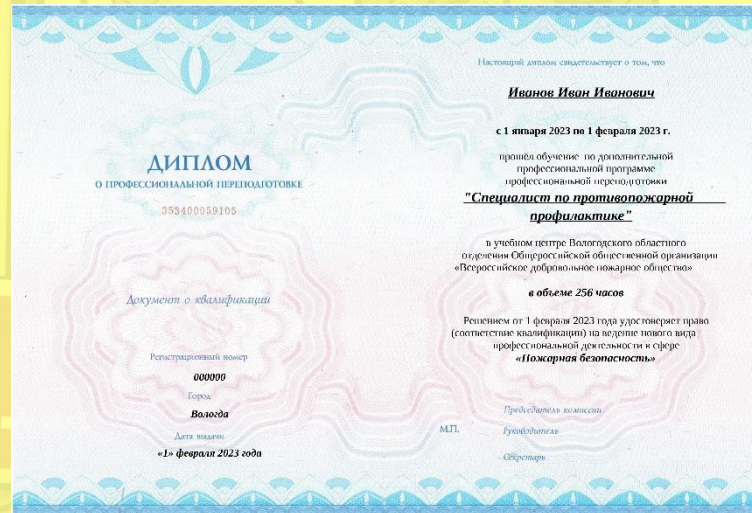 ДИПЛОМ
О ПРОФЕССИОНАЛЬНОЙ ПЕРЕПОДГОТОВКЕ
353400059105
Документ о квалификации
Регистрационный номер
000000
Город
Вологда
Дата выдачи
«1» февраля 2023 года
Настоящий диплом свидетельствует о том, что
Иванов Иван Иванович
с 1 января 2023 по 1 февраля 2023 г.
прошёл обучение по дополнительной
профессиональной программе
профессиональной переподготовки
"Специалист по противопожарной
профилактике"
в учебном центре Вологодского областного
отделения Общероссийской общественной организации
«Всероссийское добровольное пожарное общество»
в объеме 256 часов
Решением от 1 февраля 2023 года удостоверяет право
(соответствие квалификации) на ведение нового вида
профессиональной деятельности в сфере
«Пожарная безопасность»
Председатель комиссии
М.П.
Руководитель
Секретарь